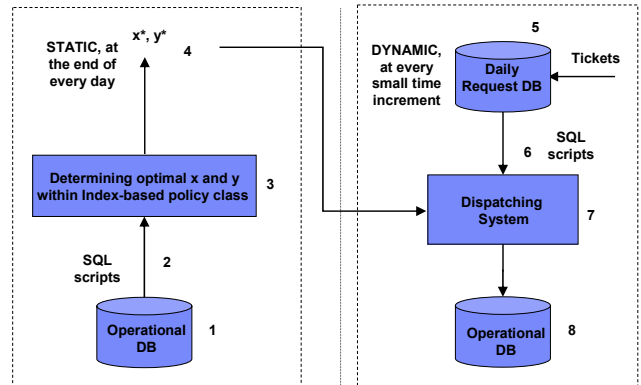 STATIC, at
the end of
every day
x*, y*
4
Determining optimal x and y
within Index-based policy class
3
SQL
scripts
2
Operational
DB
1
5
DYNAMIC,
at every
small time
increment
Daily
Request DB
Tickets
6
SQL
scripts
Dispatching
System
7
Operational
DB
8